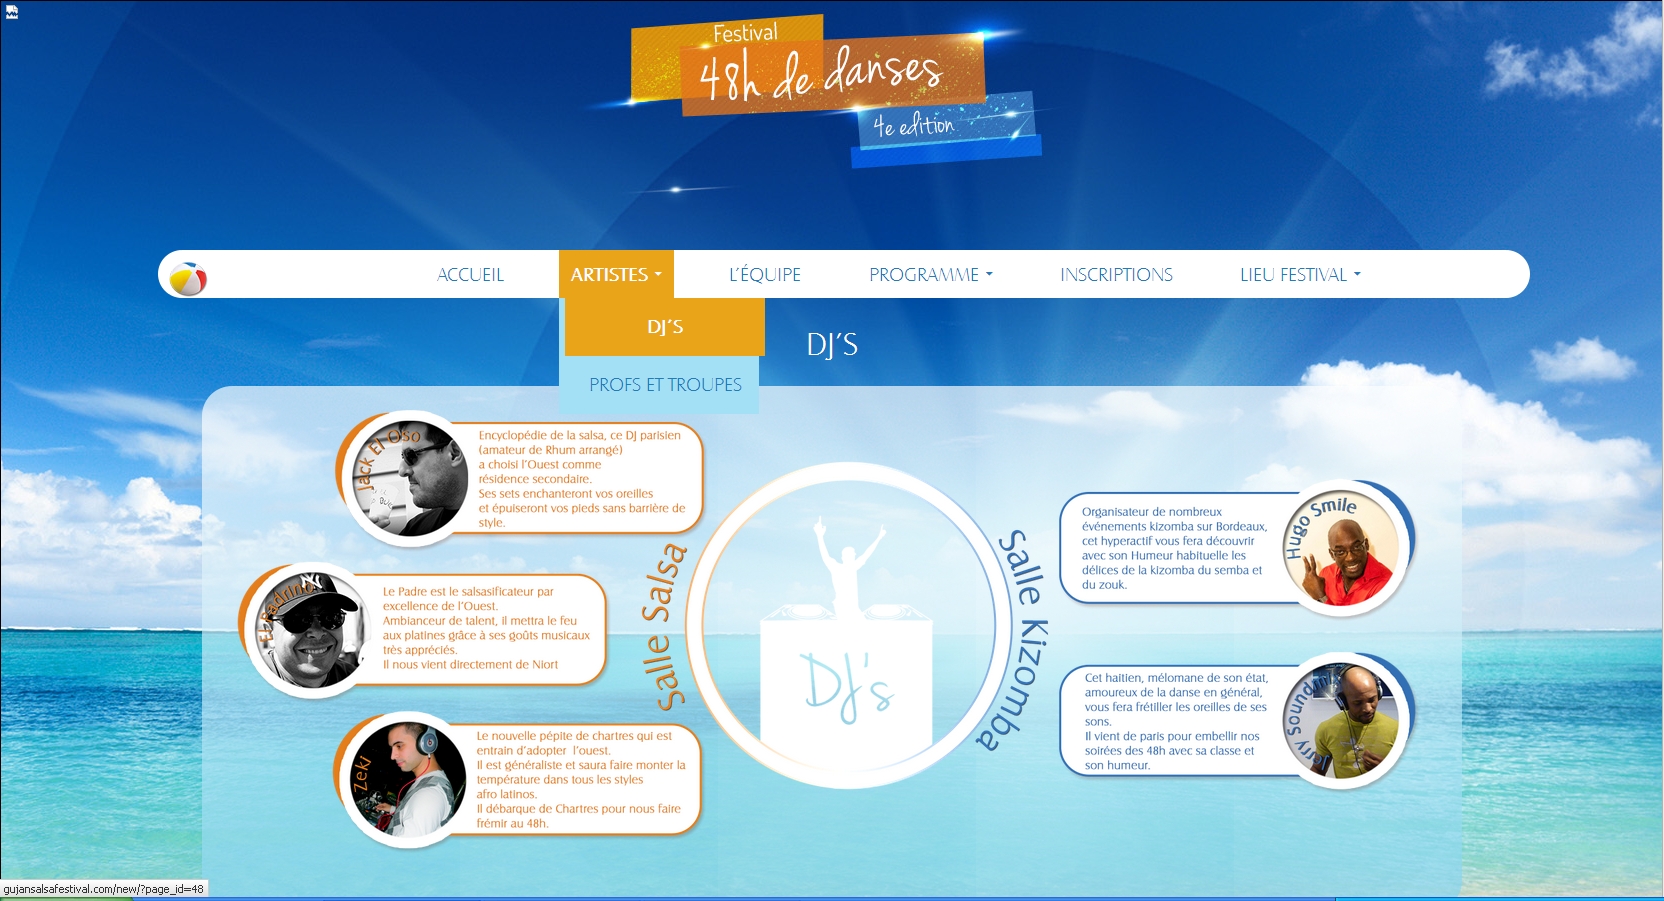 Festival
48h de danses
4e edition
ACCUEIL
ARTISTES
L'ÉQUIPE
PROGRAMME
INSCRIPTIONS
LIEU FESTIVAL
DJ'S
PROFS ET TROUPES
DJ'S
Jack El Oso
Encyclopédie de la salsa, ce DJ parisien
(amateur de Rhum arrangé)
a choisi l'Ouest comme
résidence secondaire.
Ses sets enchanteront vos oreilles
et épuiseront vos pieds sans barrière de
style.
El Padrino
Le Padre est le salsasificateur par
excellence de l'Ouest.
Ambianceur de talent, il mettra le feu
aux platines grâce à ses goûts musicaux
très appréciés.
Il nous vient directement de Niort
Zeki
Le nouvelle pépite de chartres qui est
entrain d'adopter l'ouest.
Il est généraliste et saura faire monter la
température dans tous les styles
afro latinos.
Il débarque de Chartres pour nous faire
frémir au 48h.
Salle Salsa
DJ's
Salle Kizomba
Organisateur de nombreux
événements kizomba sur Bordeaux,
cet hyperactif vous fera découvrir
avec son Humeur habituelle les
délices de la kizomba du semba et
du zouk.
Hugo Smile
Cet haïtien, mélomane de son état,
amoureux de la danse en général,
vous fera frétiller les oreilles de ses
sons.
Il vient de paris pour embellir nos
soirées des 48h avec sa classe et
son humeur.
gujansalsafestival.com/new/?page_id=48